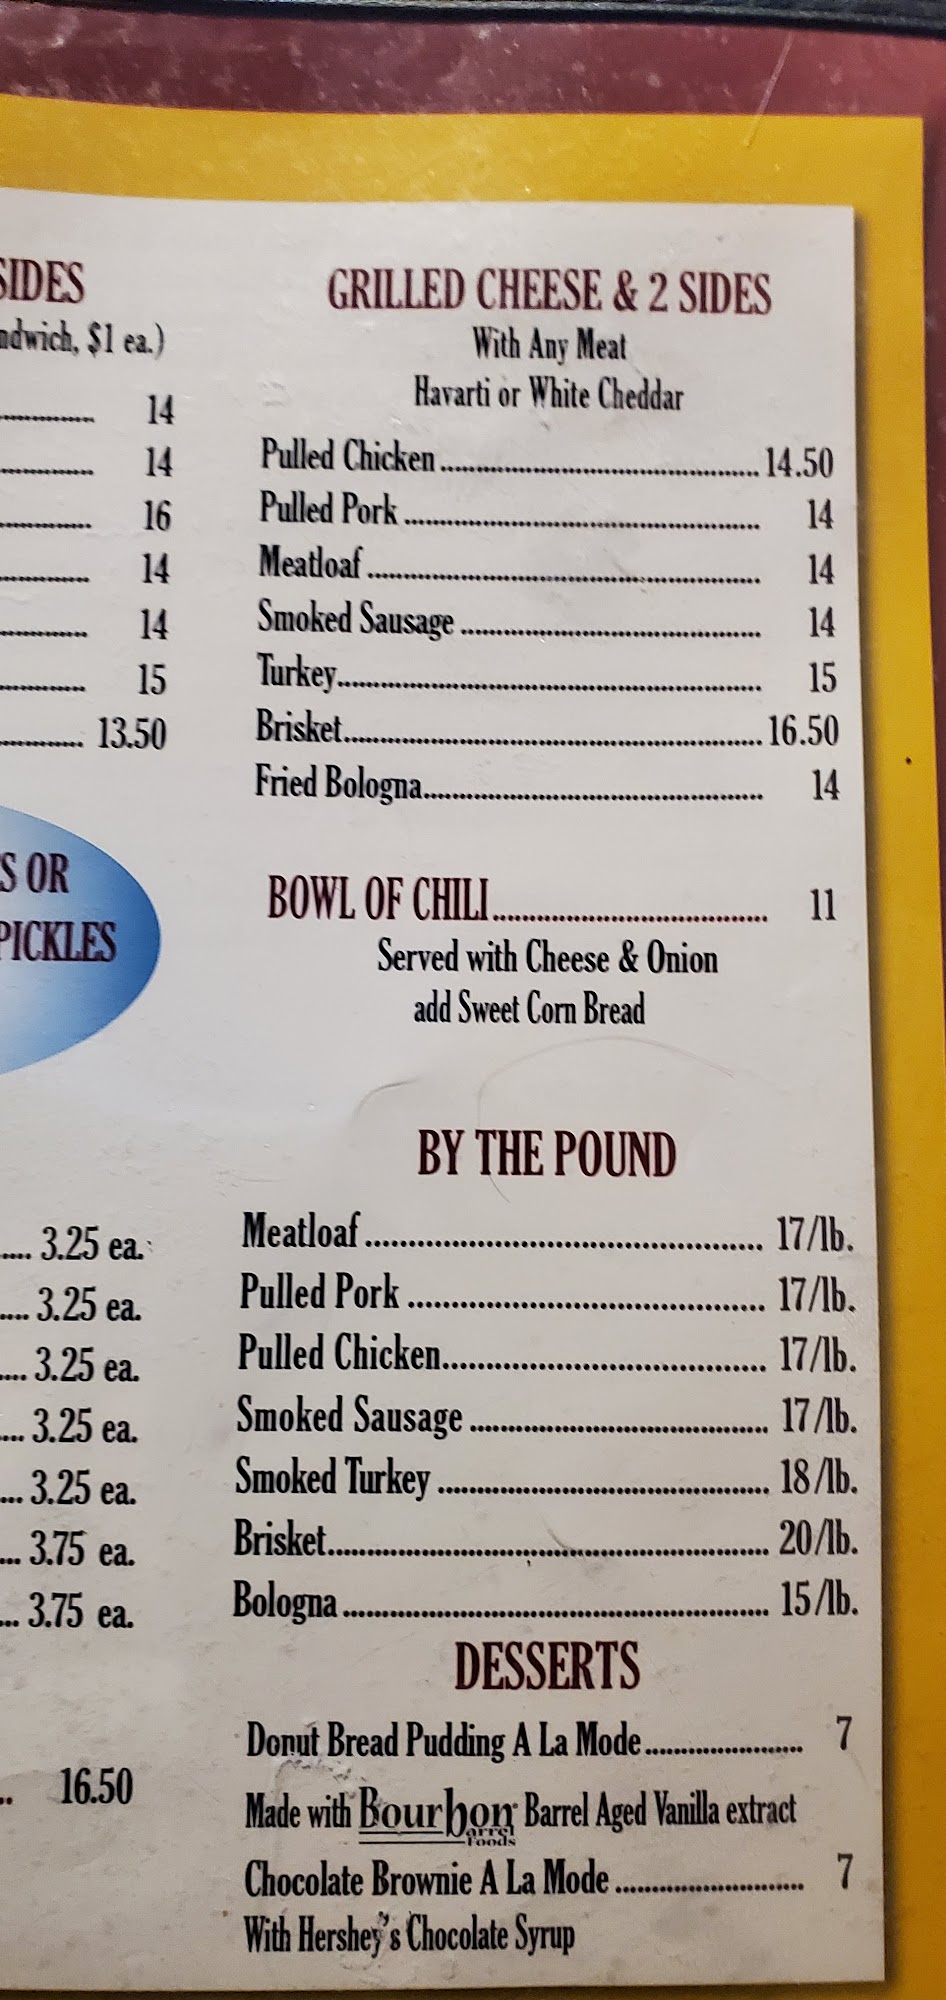 SIDES
ndwich, $1 ea.)
14
14
16
14
14
15
13.50
S OR
PICKLES
3.25 ea.
3.25 ea.
3.25 ea.
3.25 ea.
3.25 ea.
3.75 ea.
3.75 ea.
16.50
GRILLED CHEESE & 2 SIDES
With Any Meat
Havarti or White Cheddar
Pulled Chicken 14.50
Pulled Pork 14
Meatloaf 14
Smoked Sausage 14
Turkey 15
Brisket 16.50
Fried Bologna 14
BOWL OF CHILI 11
Served with Cheese & Onion
add Sweet Corn Bread
BY THE POUND
Meatloaf 17/lb.
Pulled Pork 17/lb.
Pulled Chicken 17/lb.
Smoked Sausage 17/lb.
Smoked Turkey 18/lb.
Brisket 20/lb.
Bologna 15/lb.
DESSERTS
Donut Bread Pudding A La Mode 7
Made with Bourbon Barrel Foods Barrel Aged Vanilla extract
Chocolate Brownie A La Mode 7
With Hershey's Chocolate Syrup